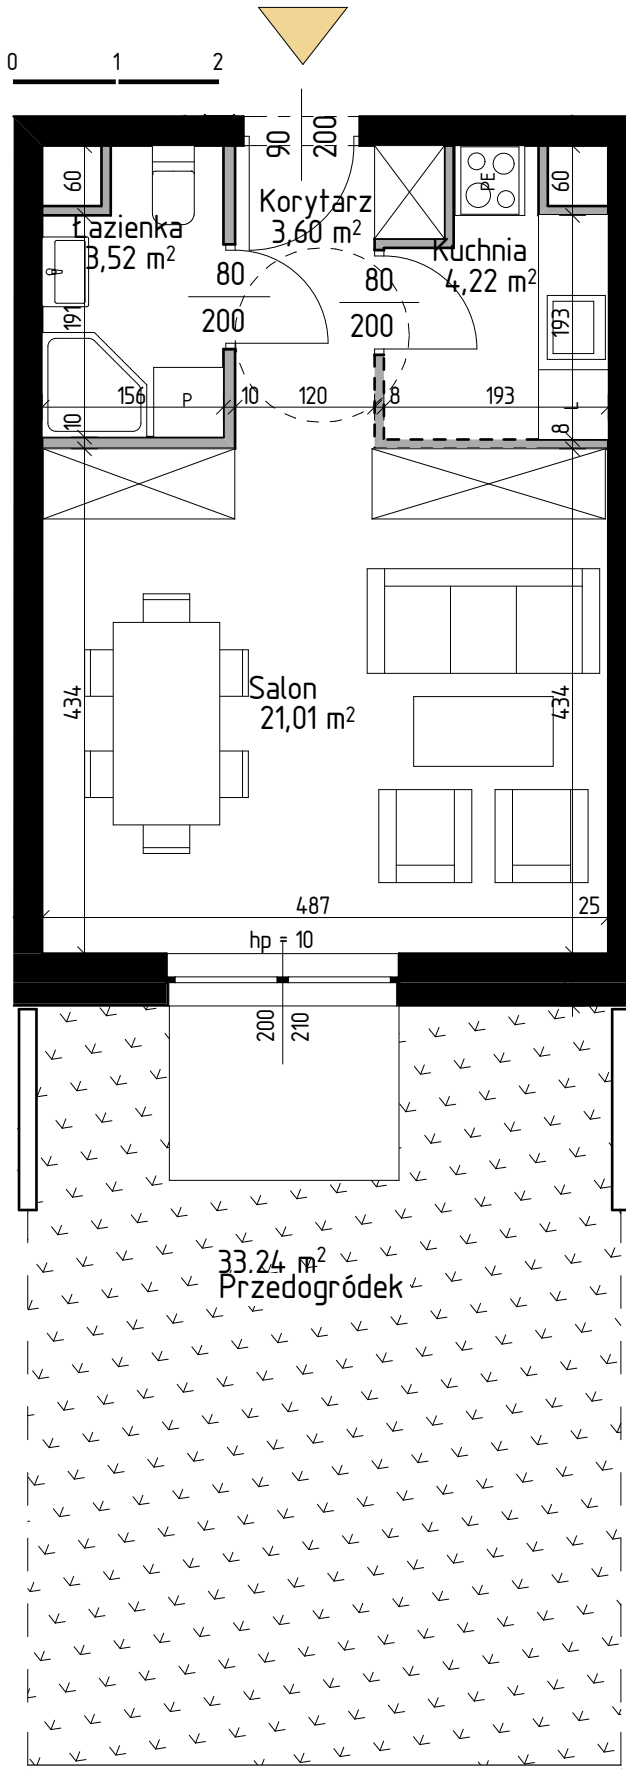 0 1 2
90
200
60
PE
60
Korytarz
3,60 m²
Łazienka
3,52 m²
Kuchnia
4,22 m²
80
200
80
200
191
193
156
P
10
120
8
193
L
10
8
434
Salon
21,01 m²
434
487
25
hp = 10
200
210
33.24 m²
Przedogródek